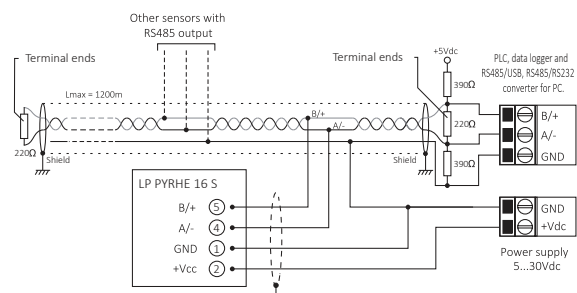 Other sensors with
RS485 output
Terminal ends
Terminal ends
+5Vdc
PLC, data logger and
RS485/USB, RS485/RS232
converter for PC.
Lmax = 1200m
390Ω
B/+
A/-
220Ω
B/+
A/-
GND
220Ω
Shield
Shield
390Ω
LP PYRHE 16 S
B/+ 5
A/- 4
GND 1
+Vcc 2
GND
+Vdc
Power supply
5...30Vdc